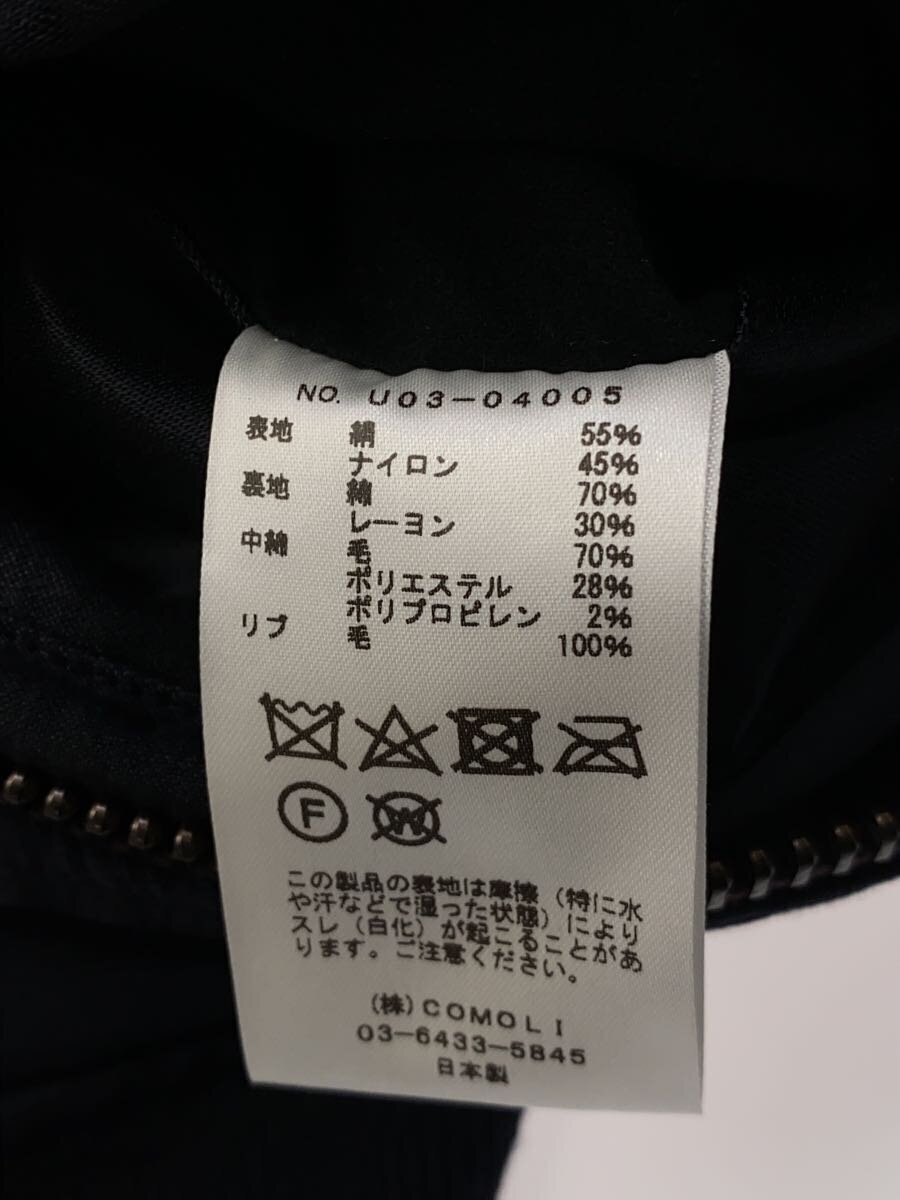 NO. U03-04005
表地 絹 55%
ナイロン 45%
裏地 綿 70%
レーヨン 30%
中綿 毛 70%
ポリエステル 28%
ポリプロピレン 2%
リブ 毛 100%
F
W
この製品の表地は摩擦（特に水
や汗などで湿った状態）により
スレ（白化）が起こることがあ
ります。ご注意ください。
(株)COMOLI
03-6433-5845
日本製